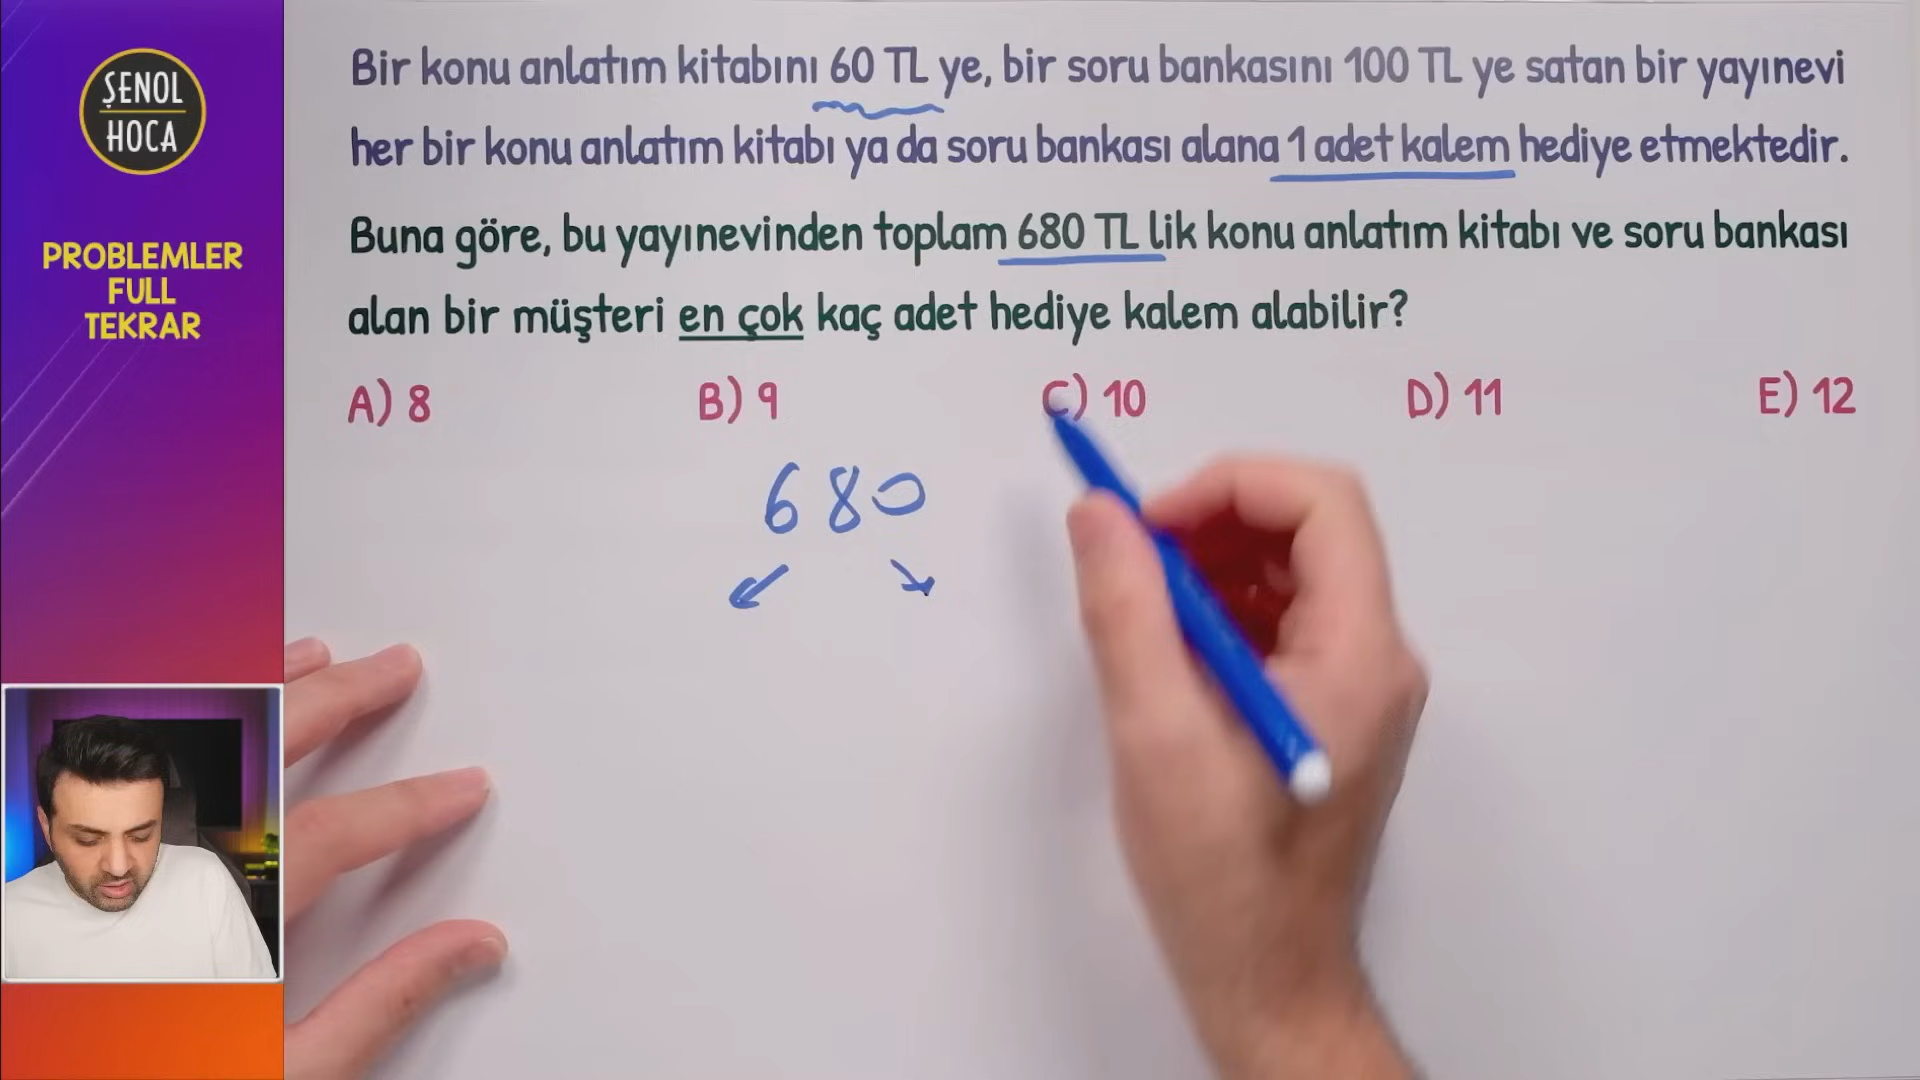 ŞENOL
HOCA
PROBLEMLER
FULL
TEKRAR
Bir konu anlatım kitabını 60 TL ye, bir soru bankasını 100 TL ye satan bir yayınevi
her bir konu anlatım kitabı ya da soru bankası alana 1 adet kalem hediye etmektedir.
Buna göre, bu yayınevinden toplam 680 TL lik konu anlatım kitabı ve soru bankası
alan bir müşteri en çok kaç adet hediye kalem alabilir?
A) 8 B) 9 C) 10 D) 11 E) 12
680